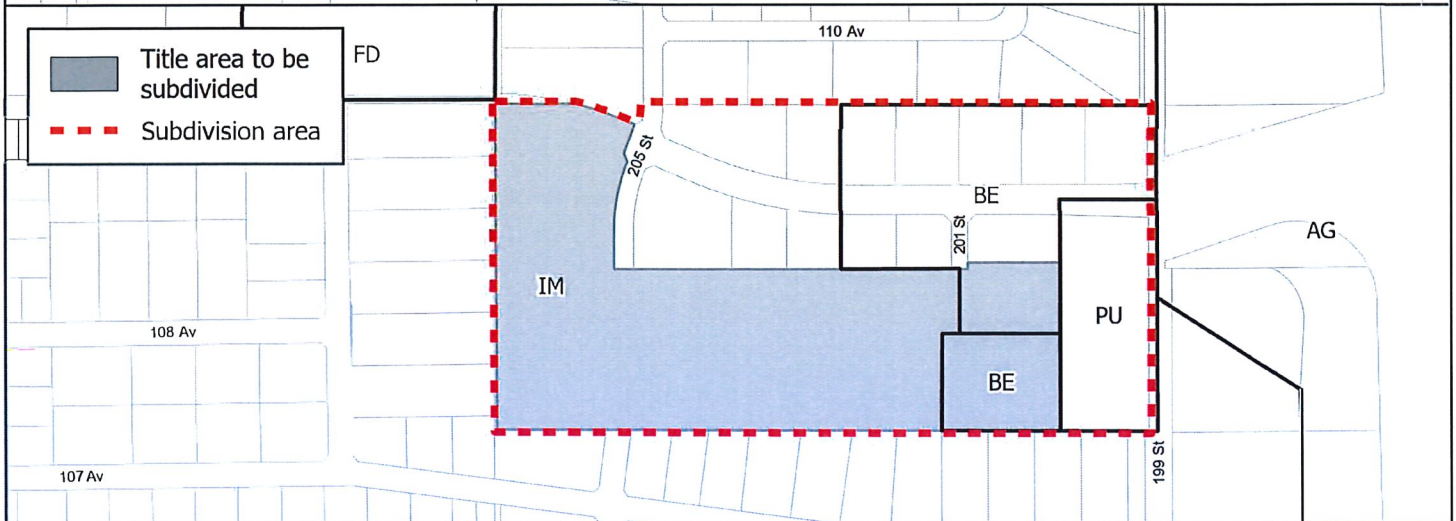 Title area to be
subdivided
Subdivision area
FD
110 Av
205 St
BE
201 St
AG
IM
PU
108 Av
BE
107 Av
199 St